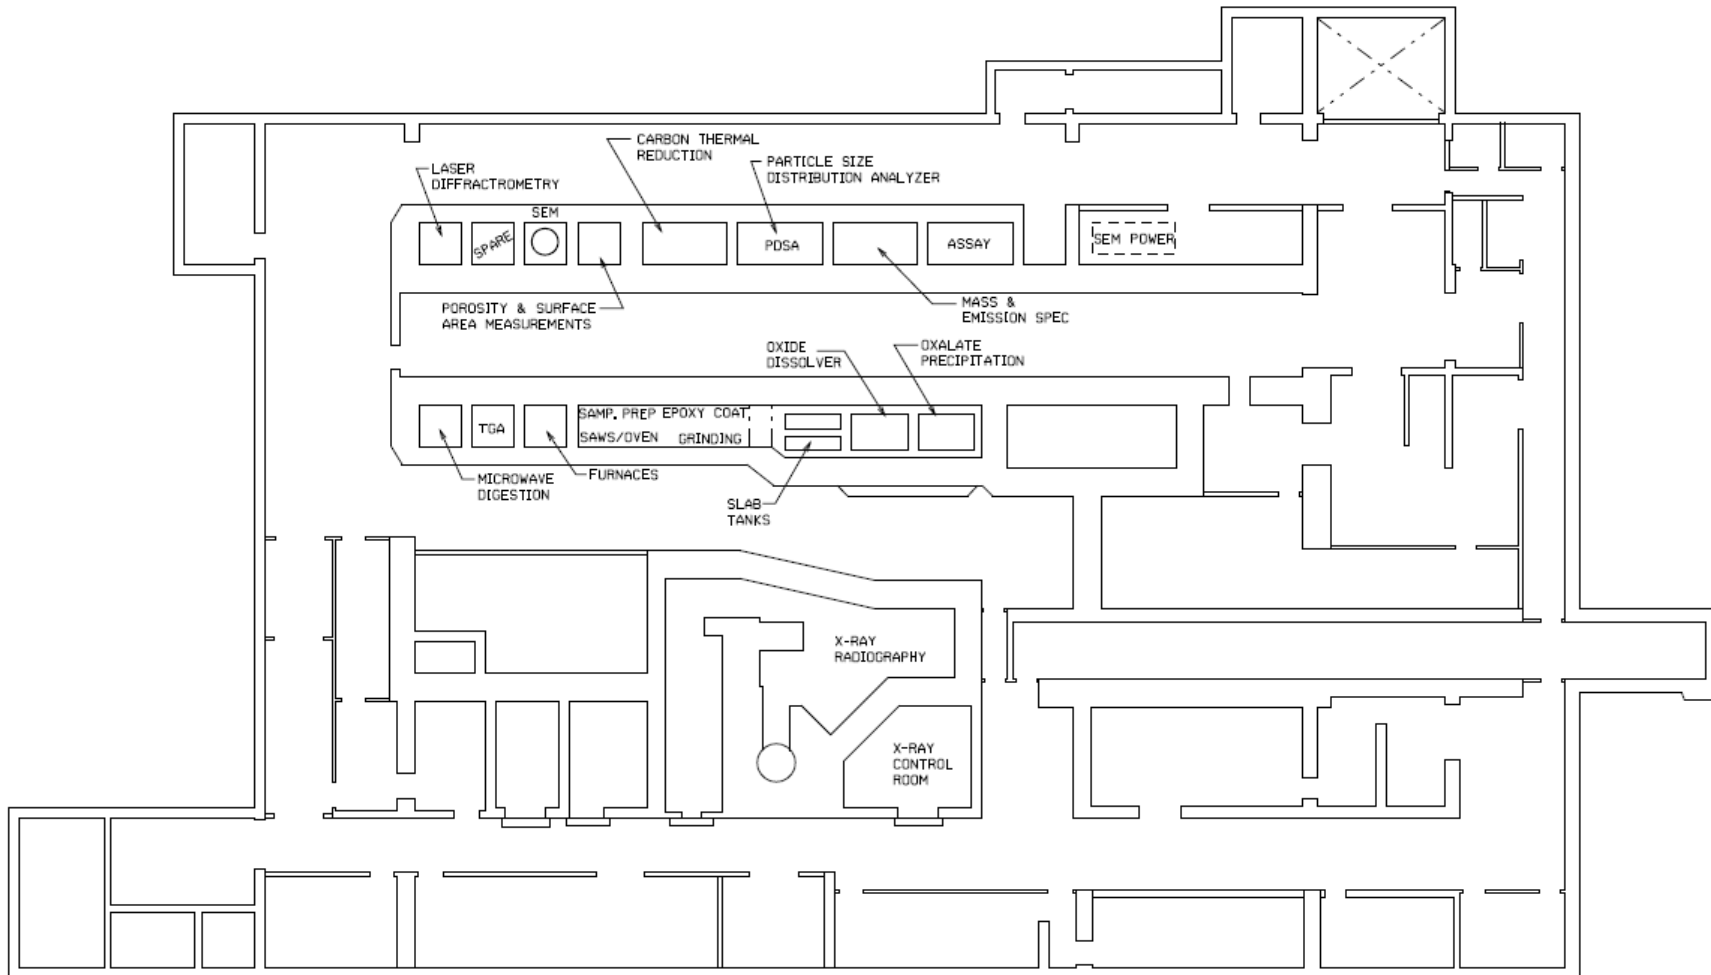 CARBON THERMAL
REDUCTION
PARTICLE SIZE
DISTRIBUTION ANALYZER
LASER
DIFFRACTROMETRY
SEM
SPARE
PDSA
ASSAY
SEM POWER
POROSITY & SURFACE
AREA MEASUREMENTS
MASS &
EMISSION SPEC
OXIDE
DISSOLVER
OXALATE
PRECIPITATION
SAMP. PREP EPOXY COAT
TGA
SAWS/OVEN GRINDING
MICROWAVE
DIGESTION
FURNACES
SLAB
TANKS
X-RAY
RADIOGRAPHY
X-RAY
CONTROL
ROOM